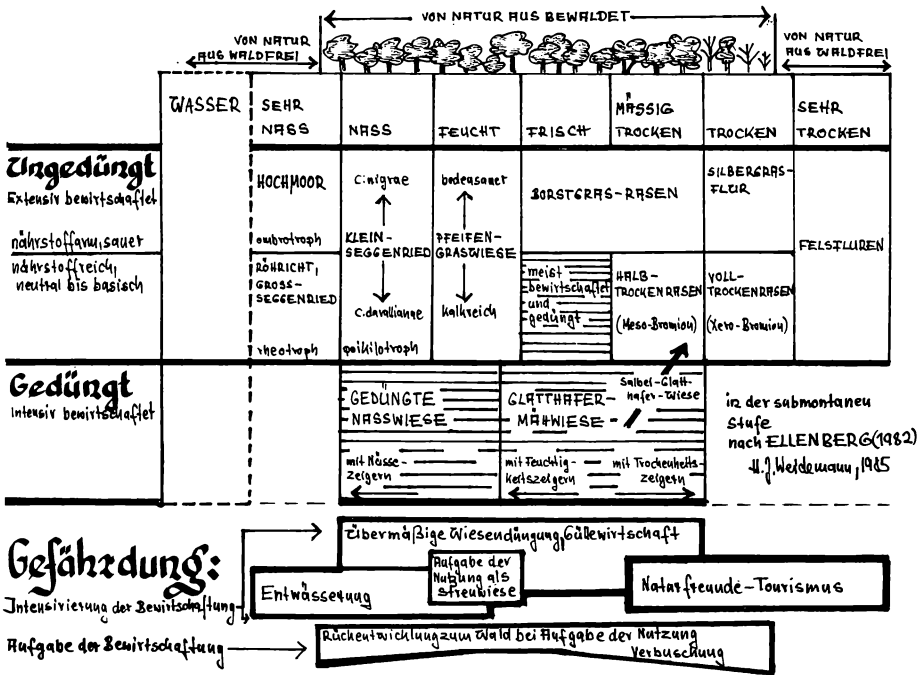 VON NATUR AUS BEWALDET
VON NATUR
AUS WALDFREI
VON NATUR
AUS WALDFREI
WASSER
SEHR
NASS
NASS
FEUCHT
FRISCH
MÄSSIG
TROCKEN
TROCKEN
SEHR
TROCKEN
Ungedüngt
Extensiv bewirtschaftet
nährstoffarm, sauer
nährstoffreich,
neutral bis basisch
HOCHMOOR
ombrotroph
RÖHRICHT,
GROSS-
SEGGENRIED
rheotroph
C.nigrae
KLEIN-
SEGGENRIED
C.davallianae
poikilotroph
bodensauer
PFEIFEN-
GRASWIESE
kalkreich
BORSTGRAS-RASEN
meist
bewirtschaftet
und
gedüngt
HALB-
TROCKENRASEN
(Meso-Bromion)
SILBERGRAS-
FLUR
VOLL-
TROCKENRASEN
(Xero-Bromion)
FELSFLUREN
Gedüngt
Intensiv bewirtschaftet
GEDÜNGTE
NASSWIESE
mit Nässe-
zeigern
GLATTHAFER-
MÄHWIESE
Salbei-Glatt-
hafer-Wiese
mit Feuchtig-
keitszeigern
mit Trockenheits-
zeigern
in der submontanen
Stufe
nach ELLENBERG(1982)
H.J.Weidemann, 1985
Gefährdung:
Intensivierung der Bewirtschaftung
Aufgabe der Bewirtschaftung
Übermäßige Wiesendüngung, Güllewirtschaft
Entwässerung
Aufgabe der
Nutzung als
Streuwiese
Naturfreunde-Tourismus
Rückentwicklung zum Wald bei Aufgabe der Nutzung
Verbuschung